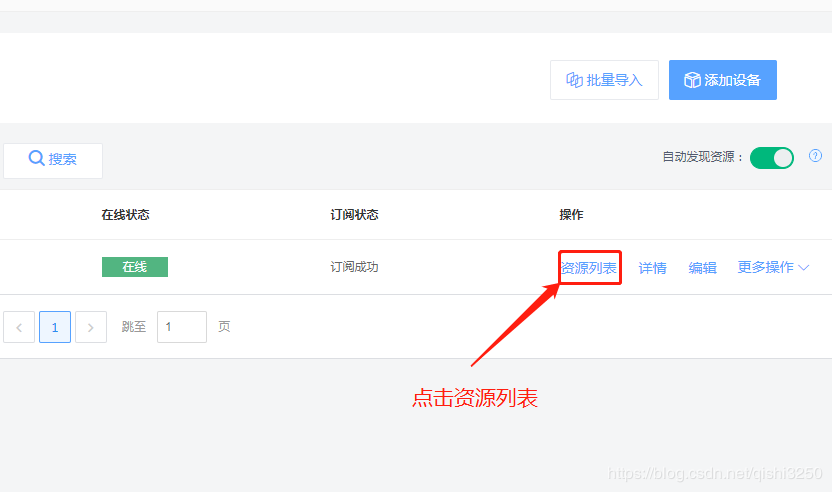 批量导入
添加设备
搜索
自动发现资源：
在线状态 订阅状态 操作
在线 订阅成功 资源列表 详情 编辑 更多操作
1 跳至 1 页
点击资源列表
https://blog.csdn.net/qishi3250